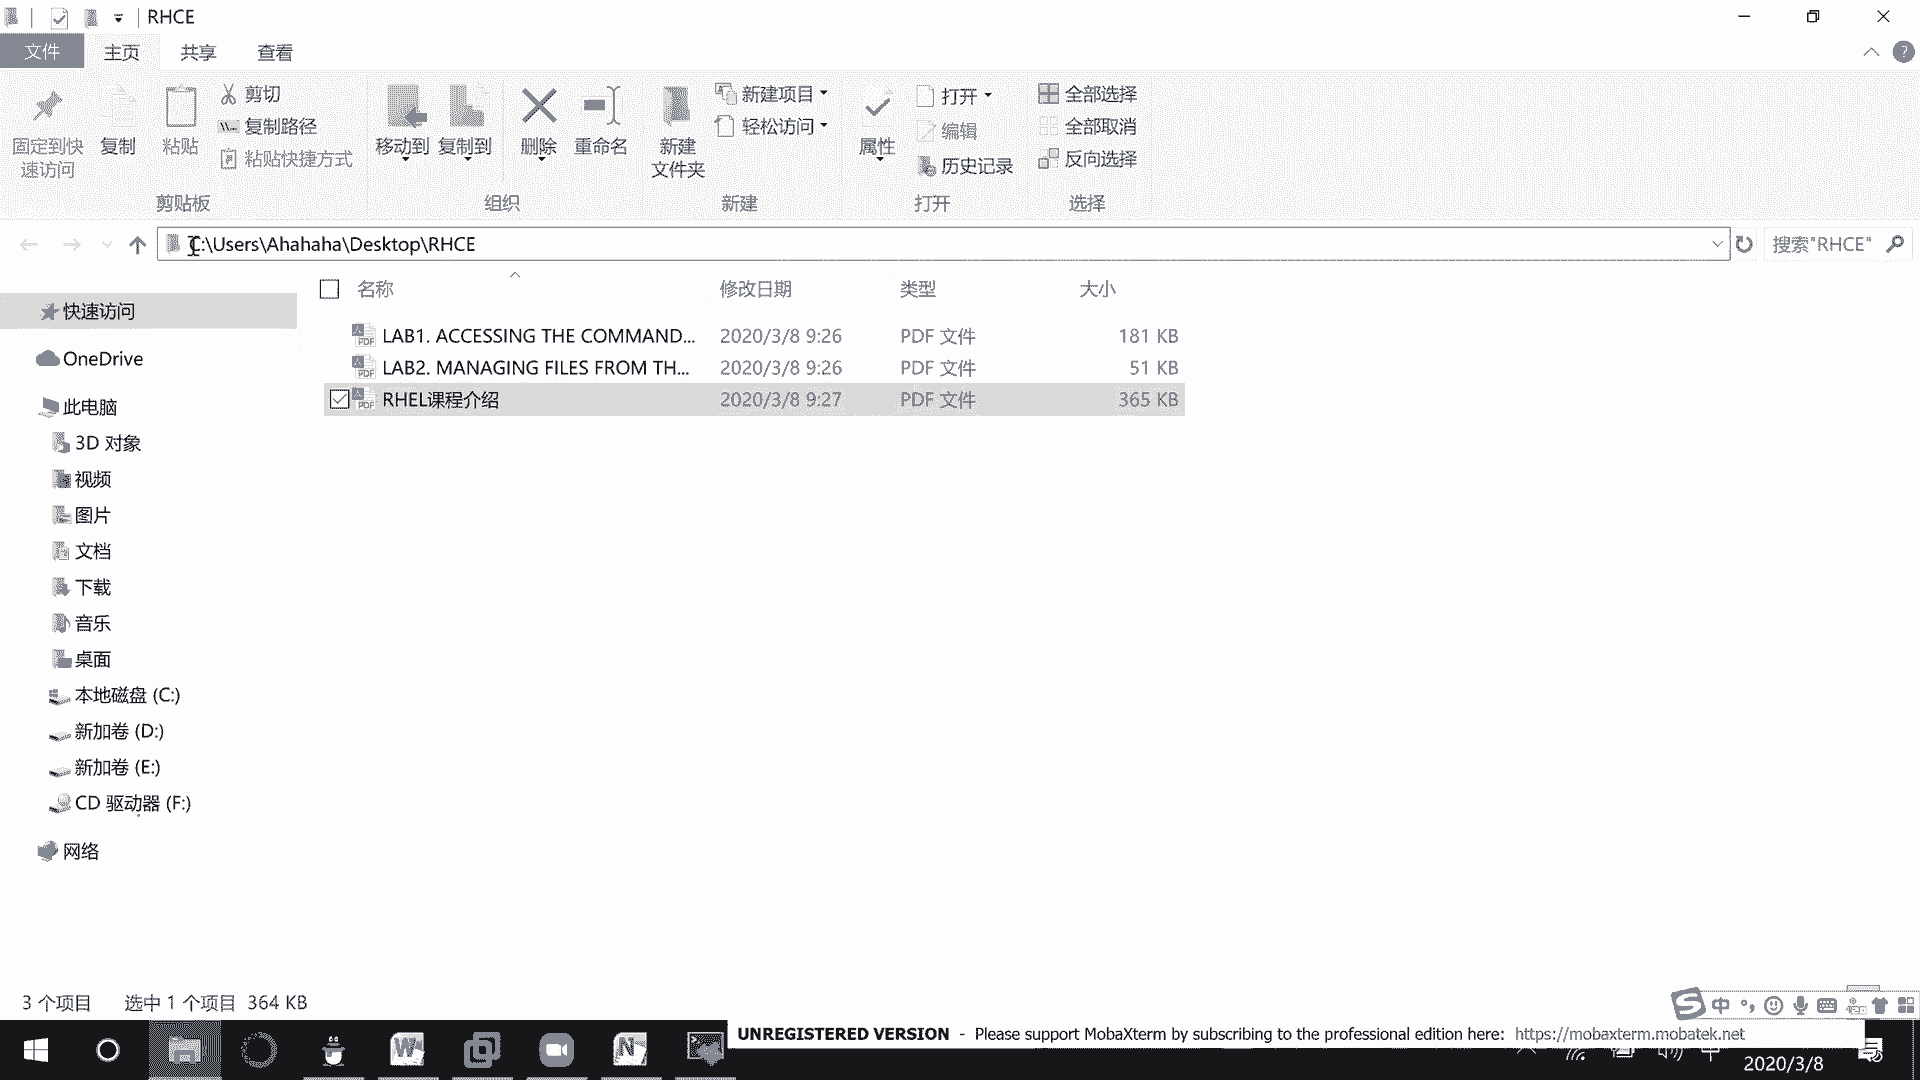 RHCE
文件 主页 共享 查看
固定到快速访问 复制 粘贴 剪切 复制路径 粘贴快捷方式
移动到 复制到 删除 重命名
新建文件夹 新建项目 轻松访问
属性 打开 编辑 历史记录
全部选择 全部取消 反向选择
剪贴板 组织 新建 打开 选择
C:\Users\Ahahaha\Desktop\RHCE 搜索"RHCE"
名称 修改日期 类型 大小
LAB1. ACCESSING THE COMMAND... 2020/3/8 9:26 PDF 文件 181 KB
LAB2. MANAGING FILES FROM TH... 2020/3/8 9:26 PDF 文件 51 KB
RHEL课程介绍 2020/3/8 9:27 PDF 文件 365 KB
快速访问
OneDrive
此电脑
3D 对象
视频
图片
文档
下载
音乐
桌面
本地磁盘 (C:)
新加卷 (D:)
新加卷 (E:)
CD 驱动器 (F:)
网络
3 个项目 选中 1 个项目 364 KB
中
UNREGISTERED VERSION - Please support MobaXterm by subscribing to the professional edition here: https://mobaxterm.mobatek.net
2020/3/8